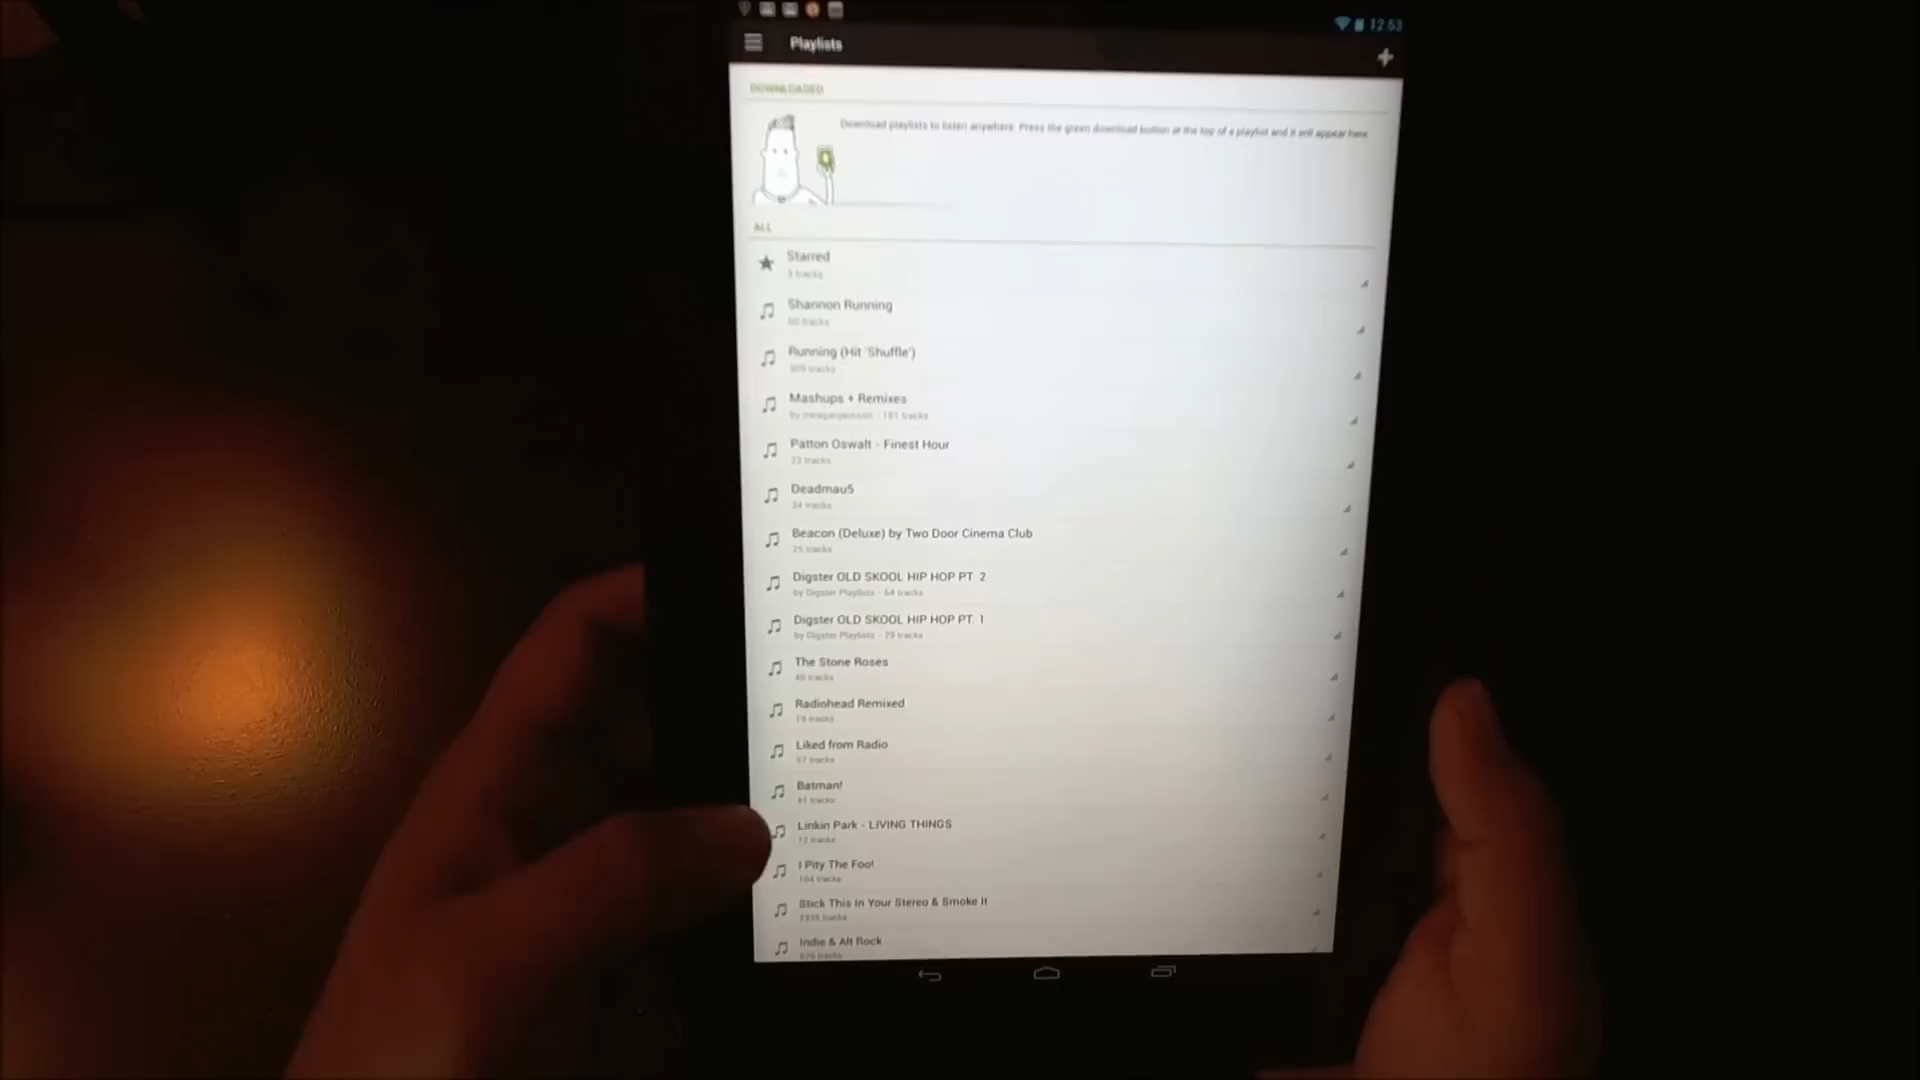 12:53
Playlists
DOWNLOADED
Download playlists to listen anywhere. Press the green download button at the top of a playlist and it will appear here
ALL
Starred
3 tracks
Shannon Running
60 tracks
Running (Hit 'Shuffle')
tracks
Mashups + Remixes
by - 161 tracks
Patton Oswalt - Finest Hour
23 tracks
Deadmau5
34 tracks
Beacon (Deluxe) by Two Door Cinema Club
25 tracks
Digster OLD SKOOL HIP HOP PT. 2
by Digster Playlists - 64 tracks
Digster OLD SKOOL HIP HOP PT. 1
by Digster Playlists - 79 tracks
The Stone Roses
40 tracks
Radiohead Remixed
19 tracks
Liked from Radio
57 tracks
Batman!
41 tracks
Linkin Park - LIVING THINGS
12 tracks
I Pity The Foo!
104 tracks
Stick This In Your Stereo & Smoke It
tracks
Indie & Alt Rock
tracks